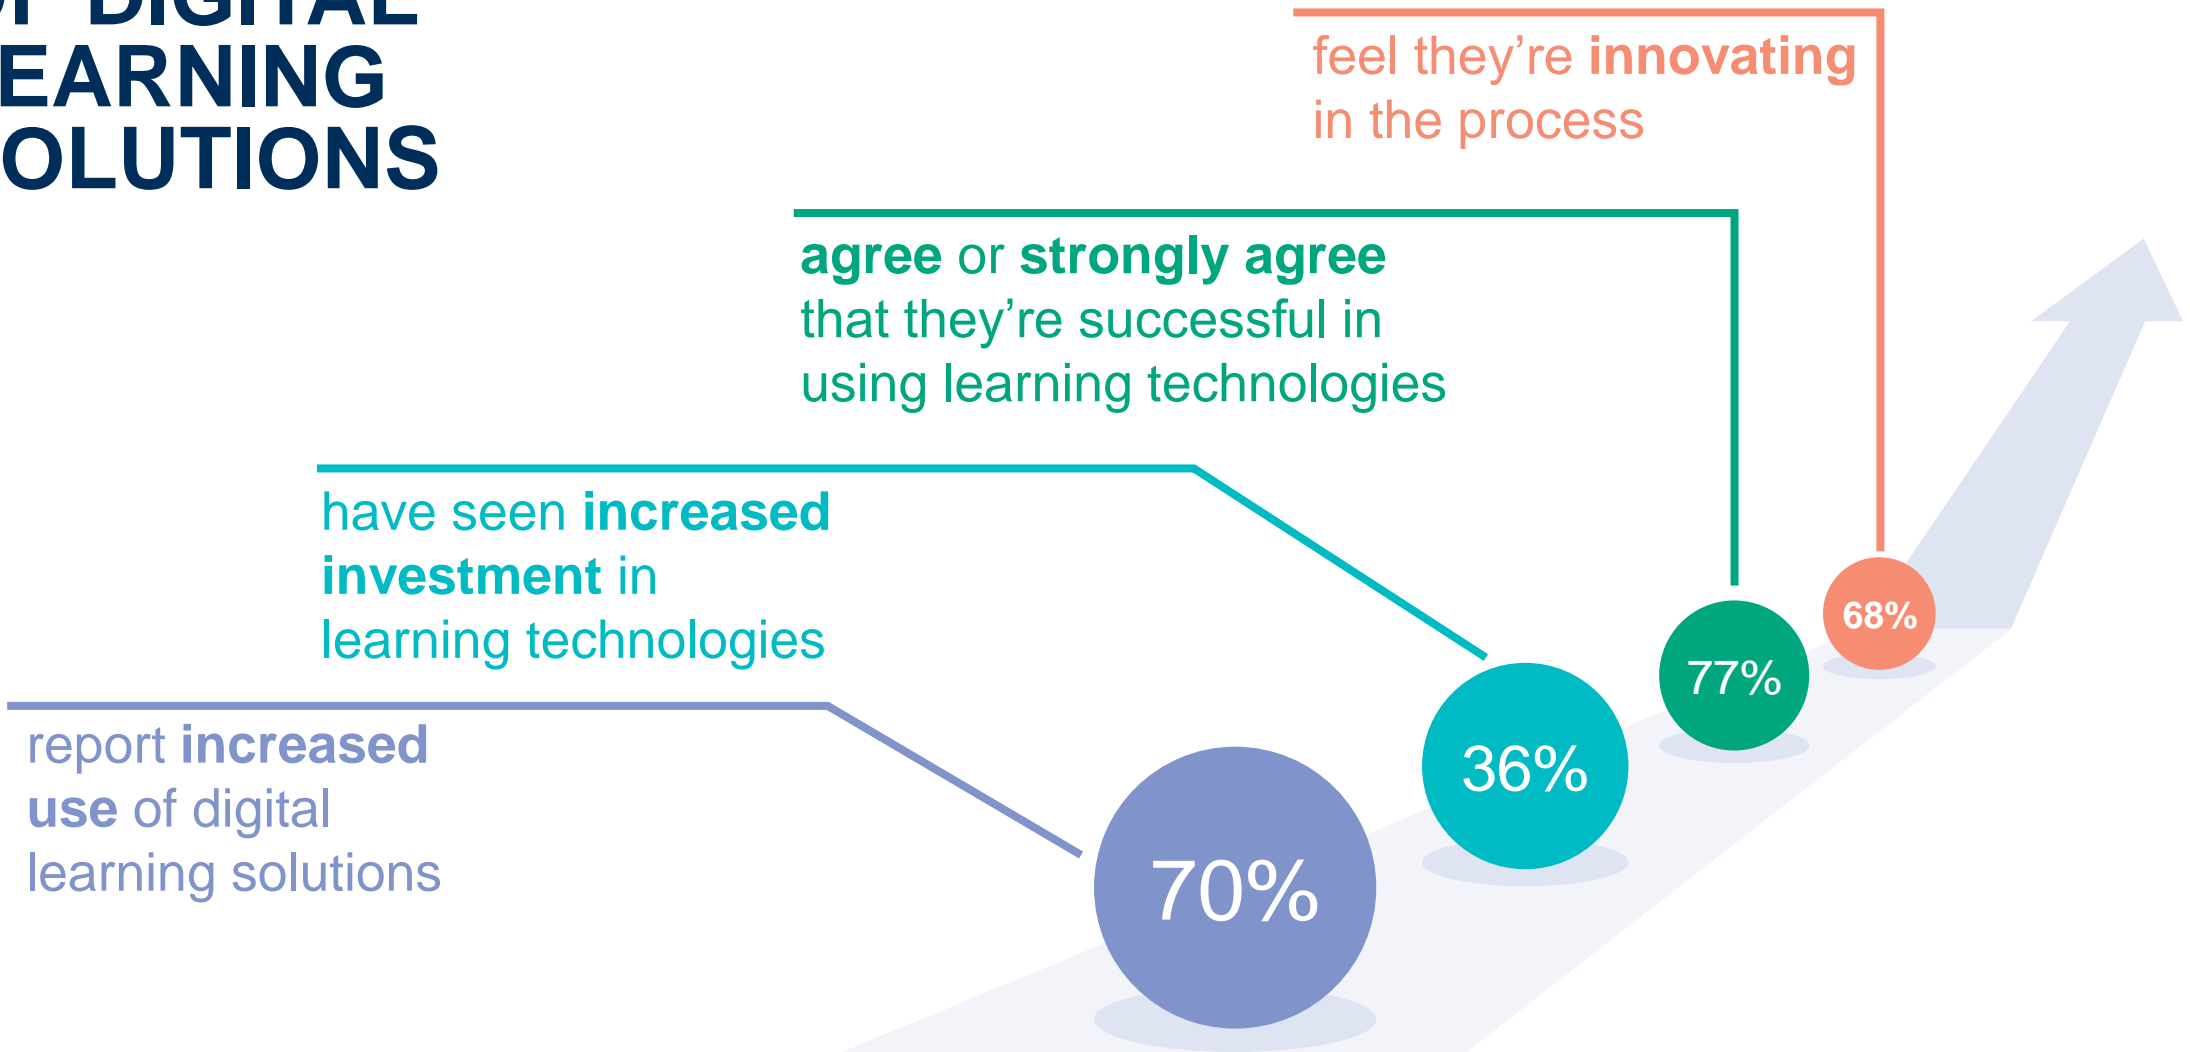 OF DIGITAL
EARNING
OLUTIONS
feel they’re innovating
in the process
agree or strongly agree
that they’re successful in
using learning technologies
have seen increased
investment in
learning technologies
report increased
use of digital
learning solutions
68%
77%
36%
70%